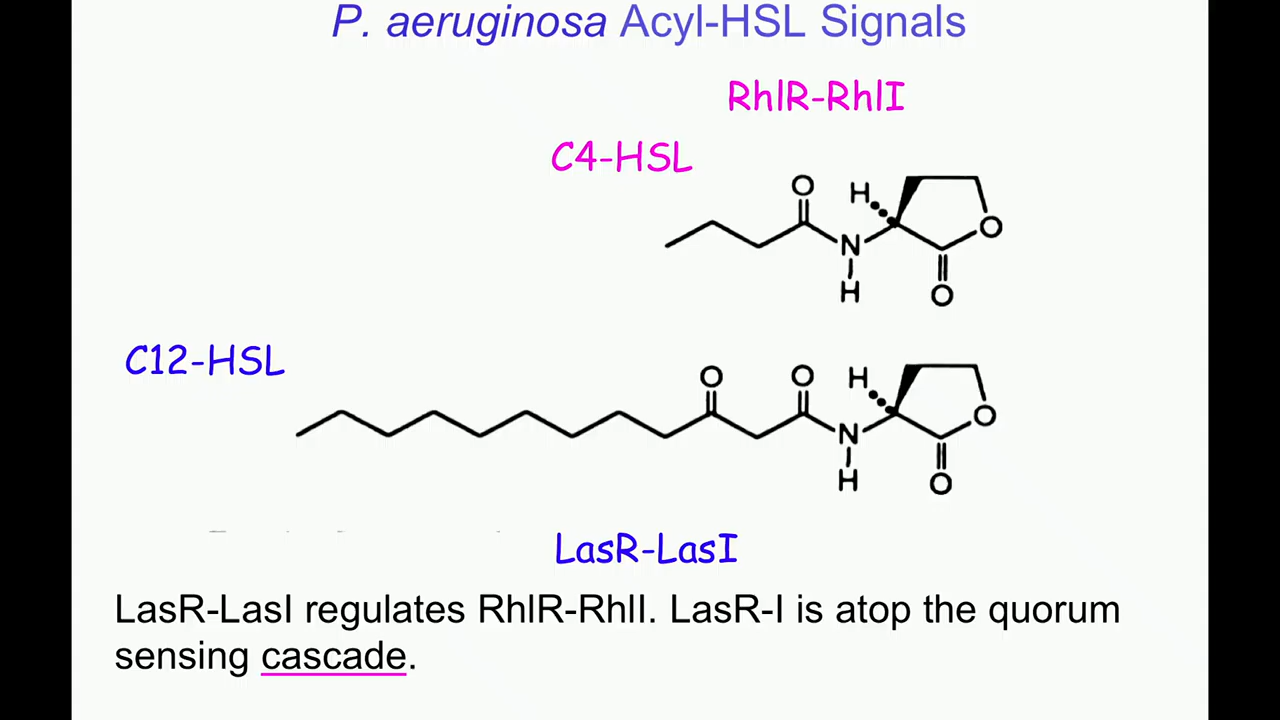 P. aeruginosa Acyl-HSL Signals
RhlR-RhlI
C4-HSL
O
H
O
N
H
O
C12-HSL
O
O
H
O
N
H
O
LasR-LasI
LasR-LasI regulates RhlR-RhlI. LasR-I is atop the quorum
sensing cascade.